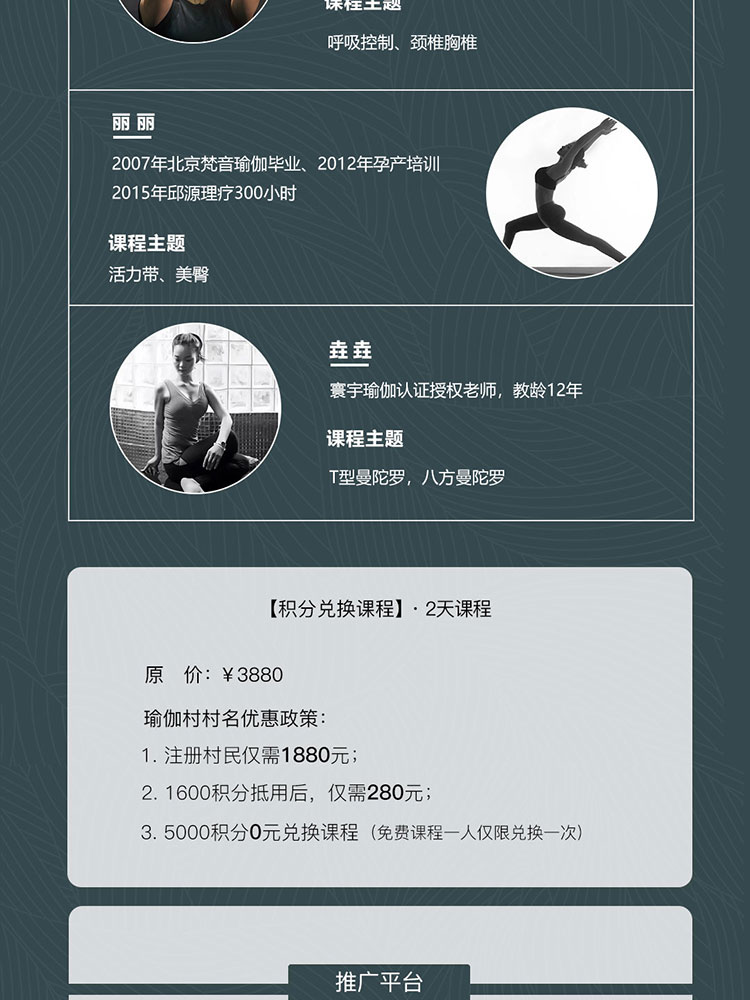 课程主题
呼吸控制、颈椎胸椎
丽 丽
2007年北京梵音瑜伽毕业、2012年孕产培训
2015年邱源理疗300小时
课程主题
活力带、美臀
垚 垚
寰宇瑜伽认证授权老师，教龄12年
课程主题
T型曼陀罗，八方曼陀罗
【积分兑换课程】· 2天课程
原 价：￥3880
瑜伽村村名优惠政策：
1. 注册村民仅需1880元；
2. 1600积分抵用后，仅需280元；
3. 5000积分0元兑换课程（免费课程一人仅限兑换一次）
推广平台